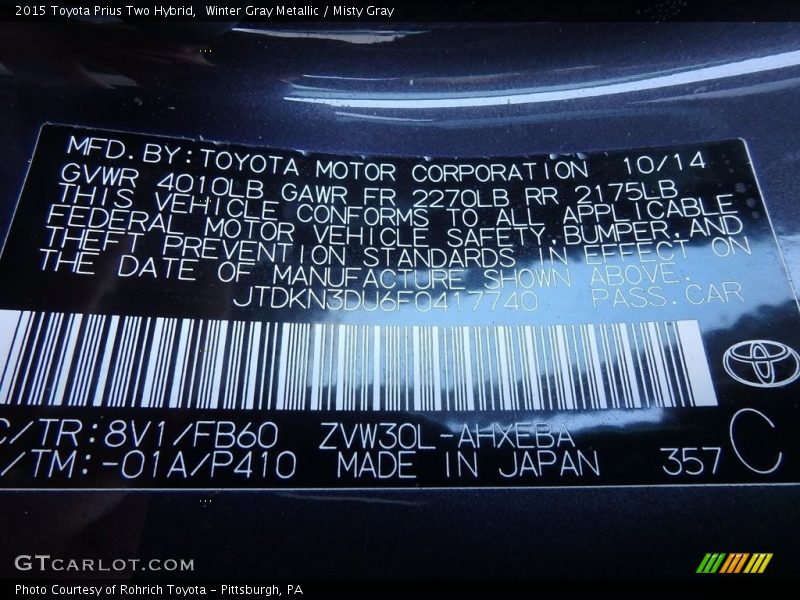 2015 Toyota Prius Two Hybrid,  Winter Gray Metallic / Misty Gray
MFD.BY:TOYOTA MOTOR CORPORATION 10/14
GVWR 4010LB GAWR FR 2270LB RR 2175LB
THIS VEHICLE CONFORMS TO ALL APPLICABLE
FEDERAL MOTOR VEHICLE SAFETY,BUMPER,AND
THEFT PREVENTION STANDARDS IN EFFECT ON
THE DATE OF MANUFACTURE SHOWN ABOVE.
JTDKN3DU6F0417740 PASS.CAR
C/TR:8V1/FB60 ZVW30L-AHXEBA
/TM:-01A/P410 MADE IN JAPAN 357 C
GTCARLOT.COM
Photo Courtesy of Rohrich Toyota - Pittsburgh, PA